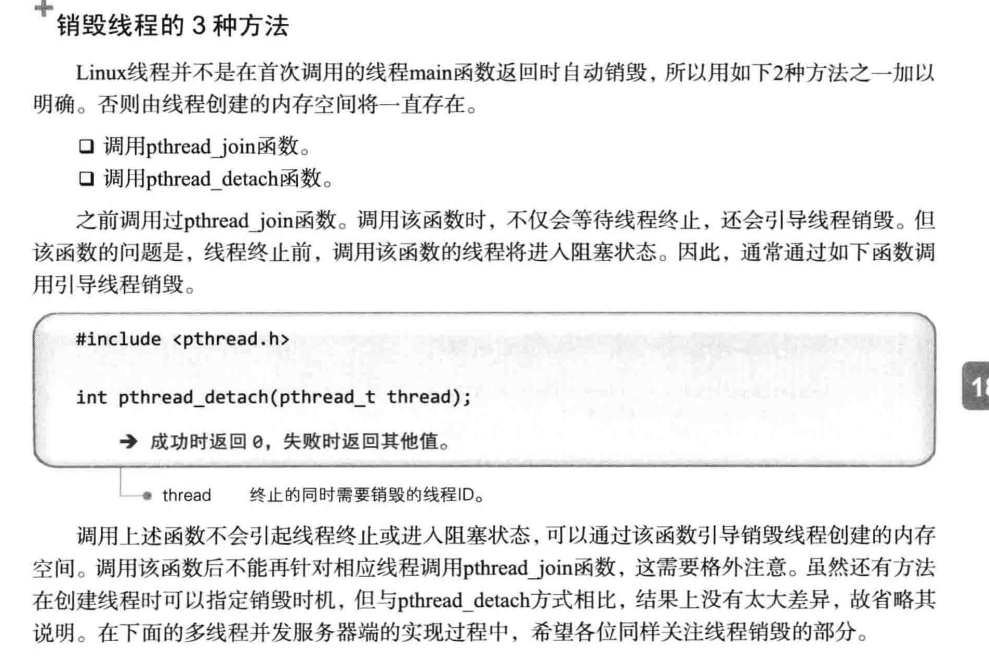 销毁线程的 3 种方法
Linux线程并不是在首次调用的线程main函数返回时自动销毁，所以用如下2种方法之一加以
明确。否则由线程创建的内存空间将一直存在。
❑ 调用pthread_join函数。
❑ 调用pthread_detach函数。
之前调用过pthread_join函数。调用该函数时，不仅会等待线程终止，还会引导线程销毁。但
该函数的问题是，线程终止前，调用该函数的线程将进入阻塞状态。因此，通常通过如下函数调
用引导线程销毁。
#include <pthread.h>
int pthread_detach(pthread_t thread);
→ 成功时返回 0，失败时返回其他值。
thread 终止的同时需要销毁的线程ID。
调用上述函数不会引起线程终止或进入阻塞状态，可以通过该函数引导销毁线程创建的内存
空间。调用该函数后不能再针对相应线程调用pthread_join函数，这需要格外注意。虽然还有方法
在创建线程时可以指定销毁时机，但与pthread_detach方式相比，结果上没有太大差异，故省略其
说明。在下面的多线程并发服务器端的实现过程中，希望各位同样关注线程销毁的部分。